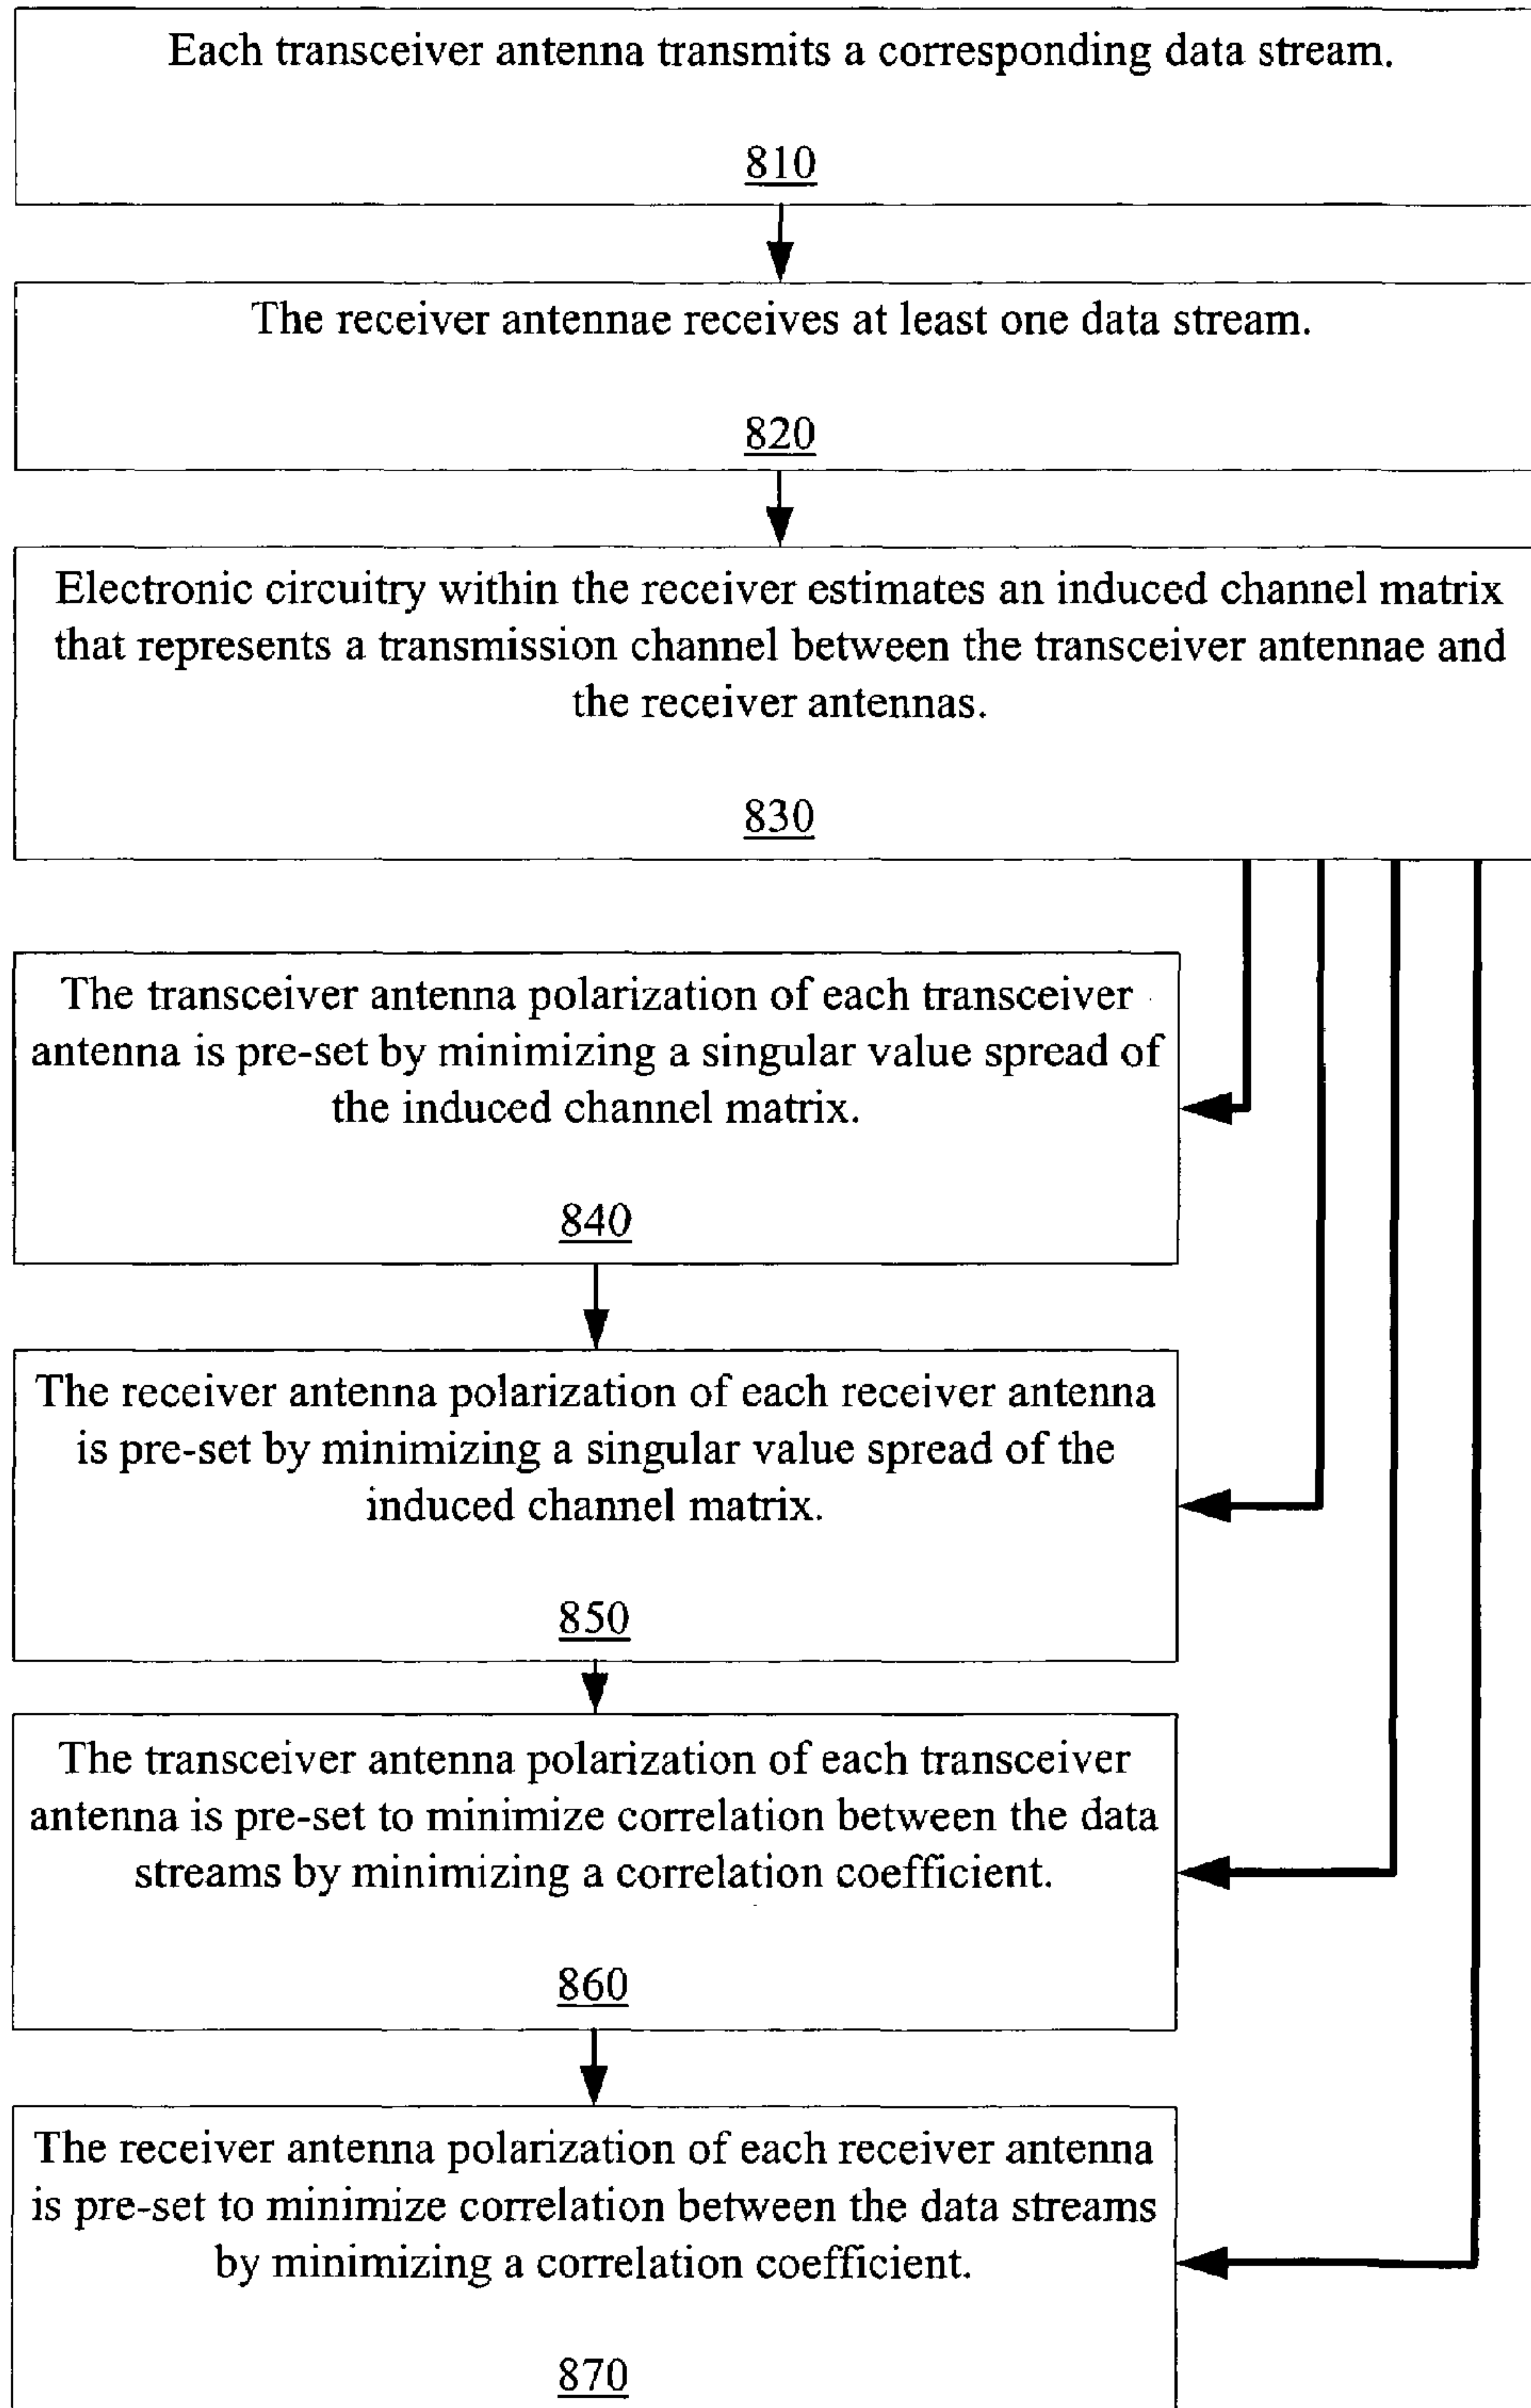 Each transceiver antenna transmits a corresponding data stream.
810
The receiver antennae receives at least one data stream.
820
Electronic circuitry within the receiver estimates an induced channel matrix
that represents a transmission channel between the transceiver antennae and
the receiver antennas.
830
The transceiver antenna polarization of each transceiver
antenna is pre-set by minimizing a singular value spread of
the induced channel matrix.
840
The receiver antenna polarization of each receiver antenna
is pre-set by minimizing a singular value spread of the
induced channel matrix.
850
The transceiver antenna polarization of each transceiver
antenna is pre-set to minimize correlation between the data
streams by minimizing a correlation coefficient.
860
The receiver antenna polarization of each receiver antenna
is pre-set to minimize correlation between the data streams
by minimizing a correlation coefficient.
870